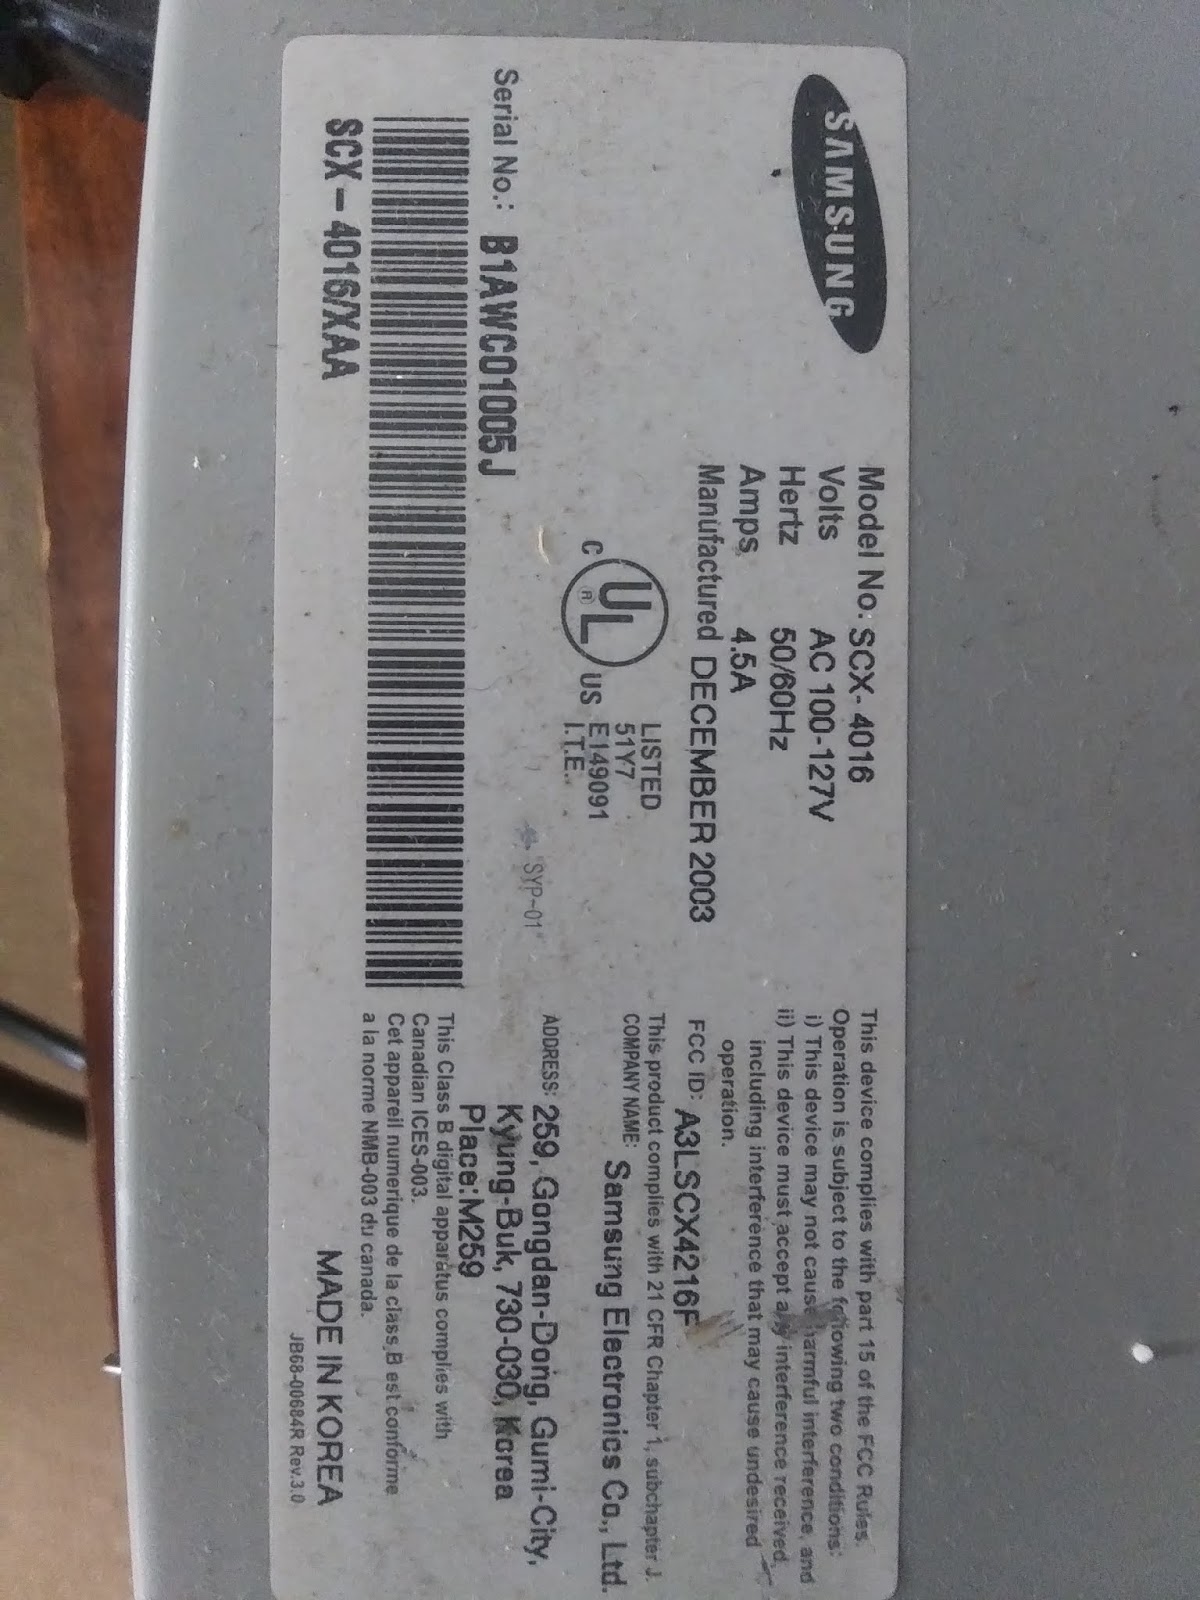 SAMSUNG
Model No: SCX-4016
Volts AC 100-127V
Hertz 50/60Hz
Amps 4.5A
Manufactured DECEMBER 2003
C UL ® US
LISTED
51Y7
E149091
I.T.E.
SYP-01
Serial No.: B1AWC01005J
SCX-4016/XAA
This device complies with part 15 of the FCC Rules.
Operation is subject to the following two conditions:
i) This device may not cause harmful interference, and
ii) This device must accept any interference received,
including interference that may cause undesired
operation.
FCC ID: A3LSCX4216F
This product complies with 21 CFR Chapter 1, subchapter J.
COMPANY NAME: Samsung Electronics Co., Ltd.
ADDRESS: 259, Gongdan-Dong, Gumi-City,
Kyung-Buk, 730-030, Korea
Place:M259
This Class B digital apparatus complies with
Canadian ICES-003.
Cet appareil numerique de la class B est conforme
a la norme NMB-003 du canada.
MADE IN KOREA
JB68-00684R Rev.3.0